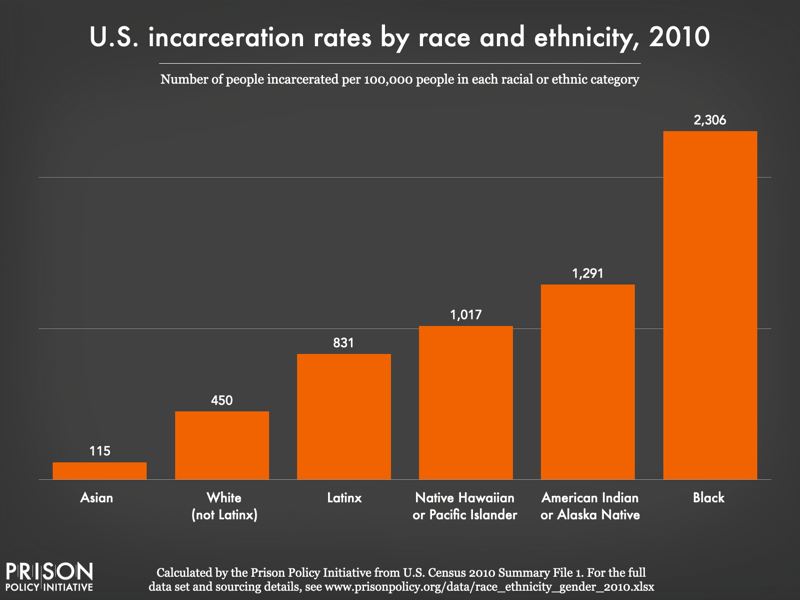 U.S. incarceration rates by race and ethnicity, 2010
Number of people incarcerated per 100,000 people in each racial or ethnic category
2,306
1,291
1,017
831
450
115
Asian
White
(not Latinx)
Latinx
Native Hawaiian
or Pacific Islander
American Indian
or Alaska Native
Black
PRISON
POLICY INITIATIVE
Calculated by the Prison Policy Initiative from U.S. Census 2010 Summary File 1. For the full
data set and sourcing details, see www.prisonpolicy.org/data/race_ethnicity_gender_2010.xlsx